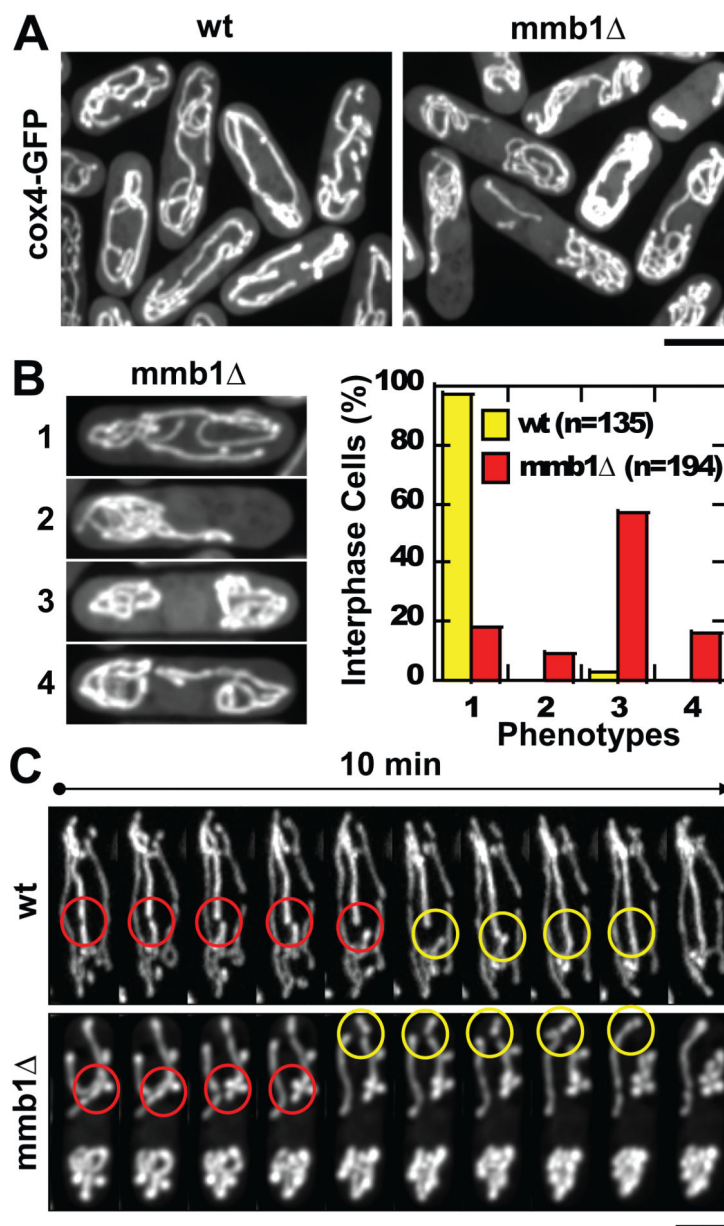 A
wt
mmb1Δ
cox4-GFP
B
mmb1Δ
1
2
3
4
Interphase Cells (%)
100
80
60
40
20
0
wt (n=135)
mmb1Δ (n=194)
1 2 3 4
Phenotypes
C
10 min
wt
mmb1Δ